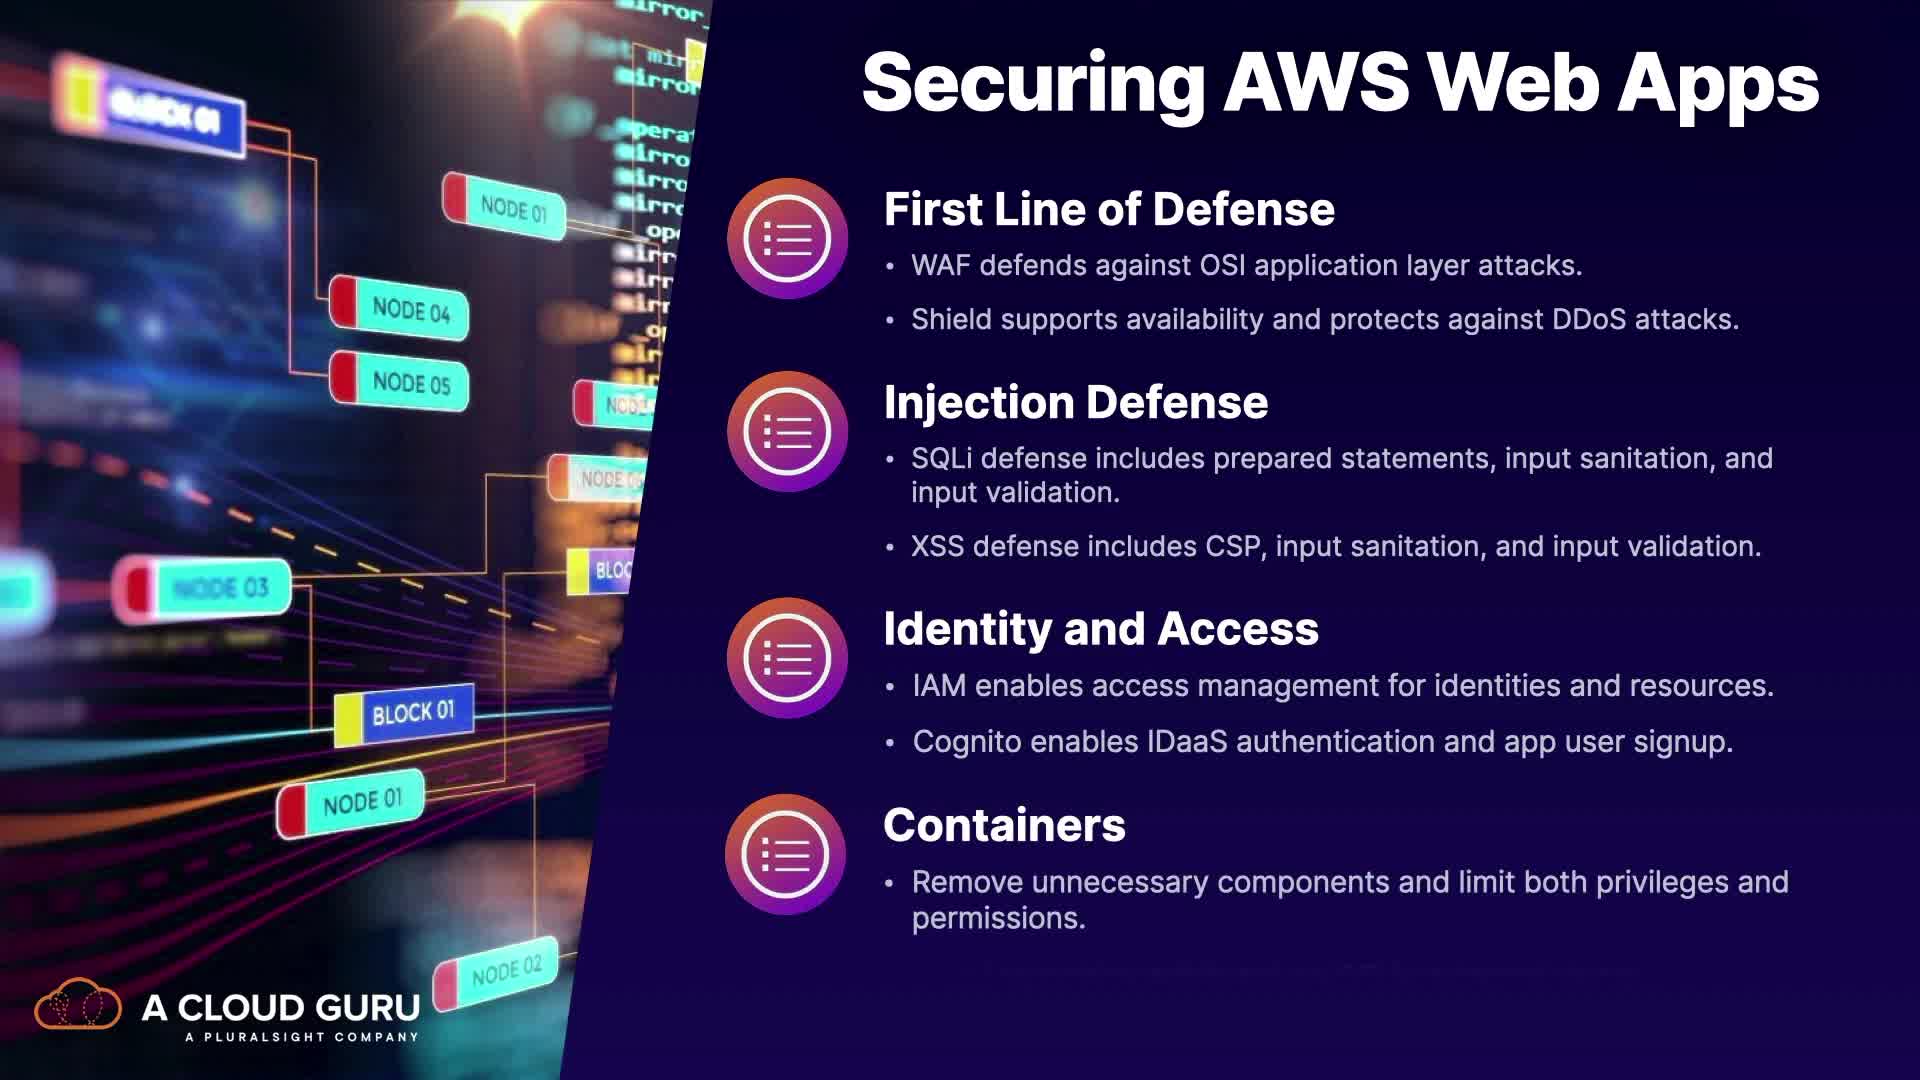 Securing AWS Web Apps
First Line of Defense
• WAF defends against OSI application layer attacks.
• Shield supports availability and protects against DDoS attacks.
Injection Defense
• SQLi defense includes prepared statements, input sanitation, and
input validation.
• XSS defense includes CSP, input sanitation, and input validation.
Identity and Access
• IAM enables access management for identities and resources.
• Cognito enables IDaaS authentication and app user signup.
Containers
• Remove unnecessary components and limit both privileges and
permissions.
BLOCK 01
NODE 01
NODE 04
NODE 05
NODE 03
BLOCK 01
NODE 01
NODE 02
A CLOUD GURU
A PLURALSIGHT COMPANY